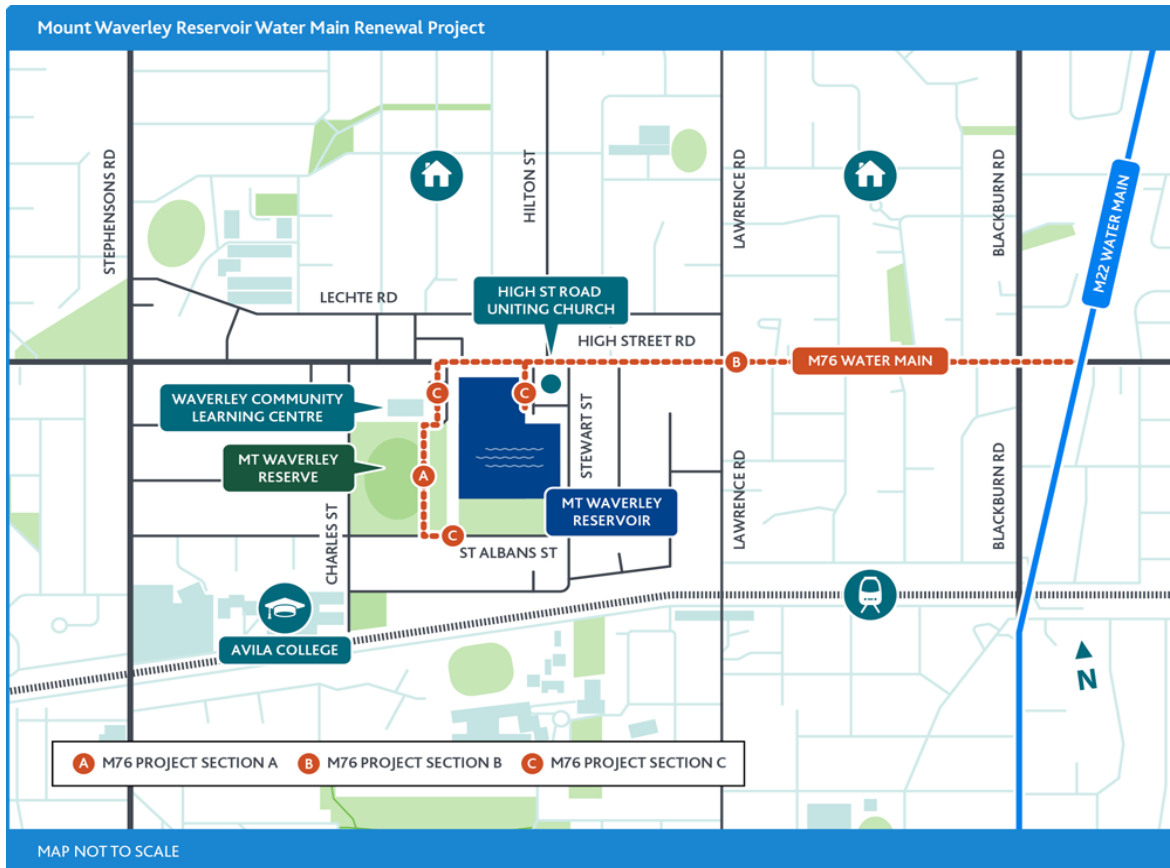 Mount Waverley Reservoir Water Main Renewal Project
STEPHENSONS RD
HILTON ST
LAWRENCE RD
BLACKBURN RD
M22 WATER MAIN
LECHTE RD
HIGH ST ROAD
UNITING CHURCH
HIGH STREET RD
B
M76 WATER MAIN
C
C
WAVERLEY COMMUNITY
LEARNING CENTRE
MT WAVERLEY
RESERVE
A
STEWART ST
LAWRENCE RD
BLACKBURN RD
MT WAVERLEY
RESERVOIR
CHARLES ST
C
ST ALBANS ST
AVILA COLLEGE
N
A M76 PROJECT SECTION A
B M76 PROJECT SECTION B
C M76 PROJECT SECTION C
MAP NOT TO SCALE